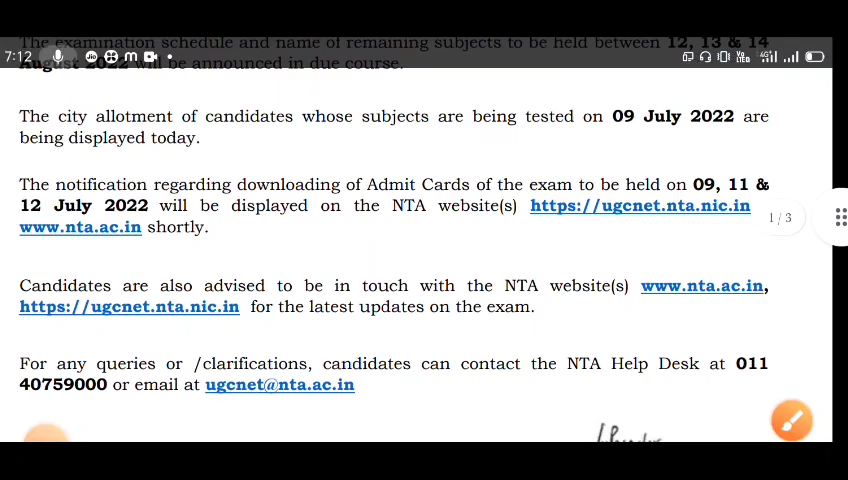 The examination schedule and name of remaining subjects to be held between 12, 13 & 14
7:12
August 2022 will be announced in due course.
The city allotment of candidates whose subjects are being tested on 09 July 2022 are
being displayed today.
The notification regarding downloading of Admit Cards of the exam to be held on 09, 11 &
12 July 2022 will be displayed on the NTA website(s) https://ugcnet.nta.nic.in
www.nta.ac.in shortly.
1 / 3
Candidates are also advised to be in touch with the NTA website(s) www.nta.ac.in,
https://ugcnet.nta.nic.in for the latest updates on the exam.
For any queries or /clarifications, candidates can contact the NTA Help Desk at 011
40759000 or email at ugcnet@nta.ac.in